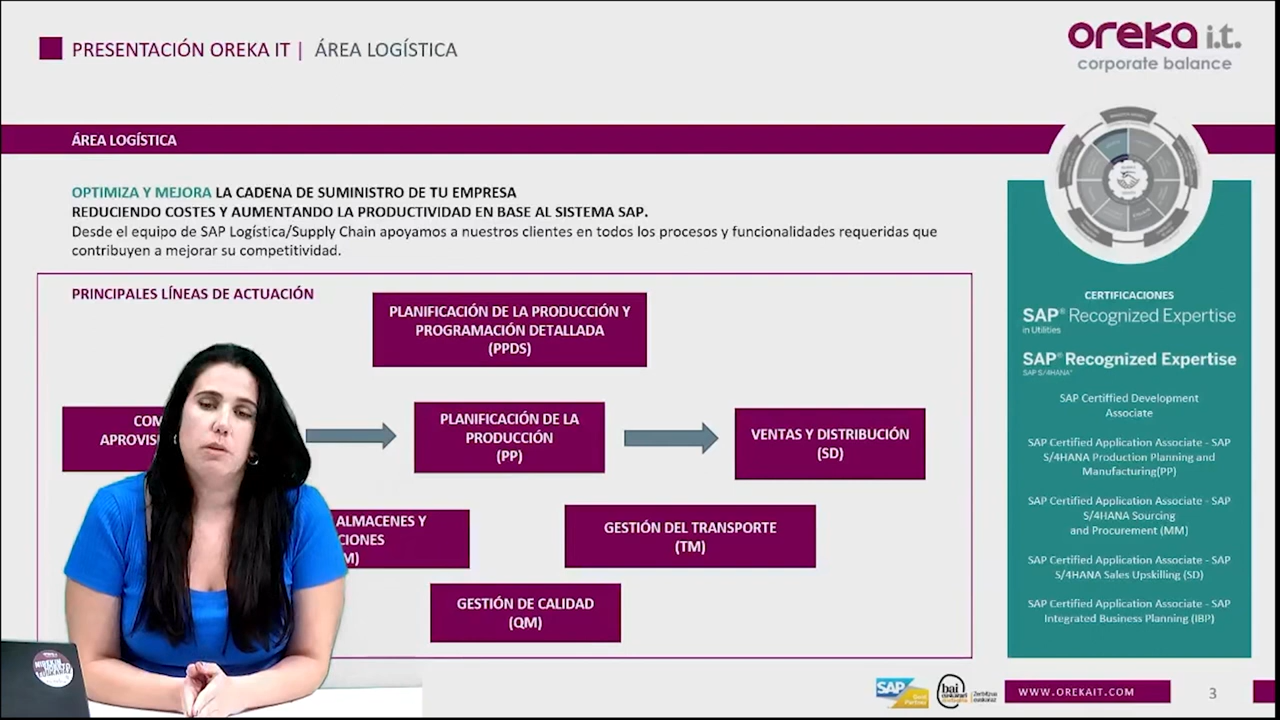 PRESENTACIÓN OREKA IT | ÁREA LOGÍSTICA
oreka i.t.
corporate balance
ÁREA LOGÍSTICA
OPTIMIZA Y MEJORA LA CADENA DE SUMINISTRO DE TU EMPRESA
REDUCIENDO COSTES Y AUMENTANDO LA PRODUCTIVIDAD EN BASE AL SISTEMA SAP.
Desde el equipo de SAP Logística/Supply Chain apoyamos a nuestros clientes en todos los procesos y funcionalidades requeridas que
contribuyen a mejorar su competitividad.
PRINCIPALES LÍNEAS DE ACTUACIÓN
PLANIFICACIÓN DE LA PRODUCCIÓN Y
PROGRAMACIÓN DETALLADA
(PPDS)
COM
APROVIS
PLANIFICACIÓN DE LA
PRODUCCIÓN
(PP)
VENTAS Y DISTRIBUCIÓN
(SD)
ALMACENES Y
CIONES
M)
GESTIÓN DEL TRANSPORTE
(TM)
GESTIÓN DE CALIDAD
(QM)
CERTIFICACIONES
SAP® Recognized Expertise
in Utilities
SAP® Recognized Expertise
SAP S/4HANA®
SAP Certiffied Development
Associate
SAP Certified Application Associate - SAP
S/4HANA Production Planning and
Manufacturing(PP)
SAP Certified Application Associate - SAP
S/4HANA Sourcing
and Procurement (MM)
SAP Certified Application Associate - SAP
S/4HANA Sales Upskilling (SD)
SAP Certified Application Associate - SAP
Integrated Business Planning (IBP)
SAP
bai
WWW.OREKAIT.COM
3